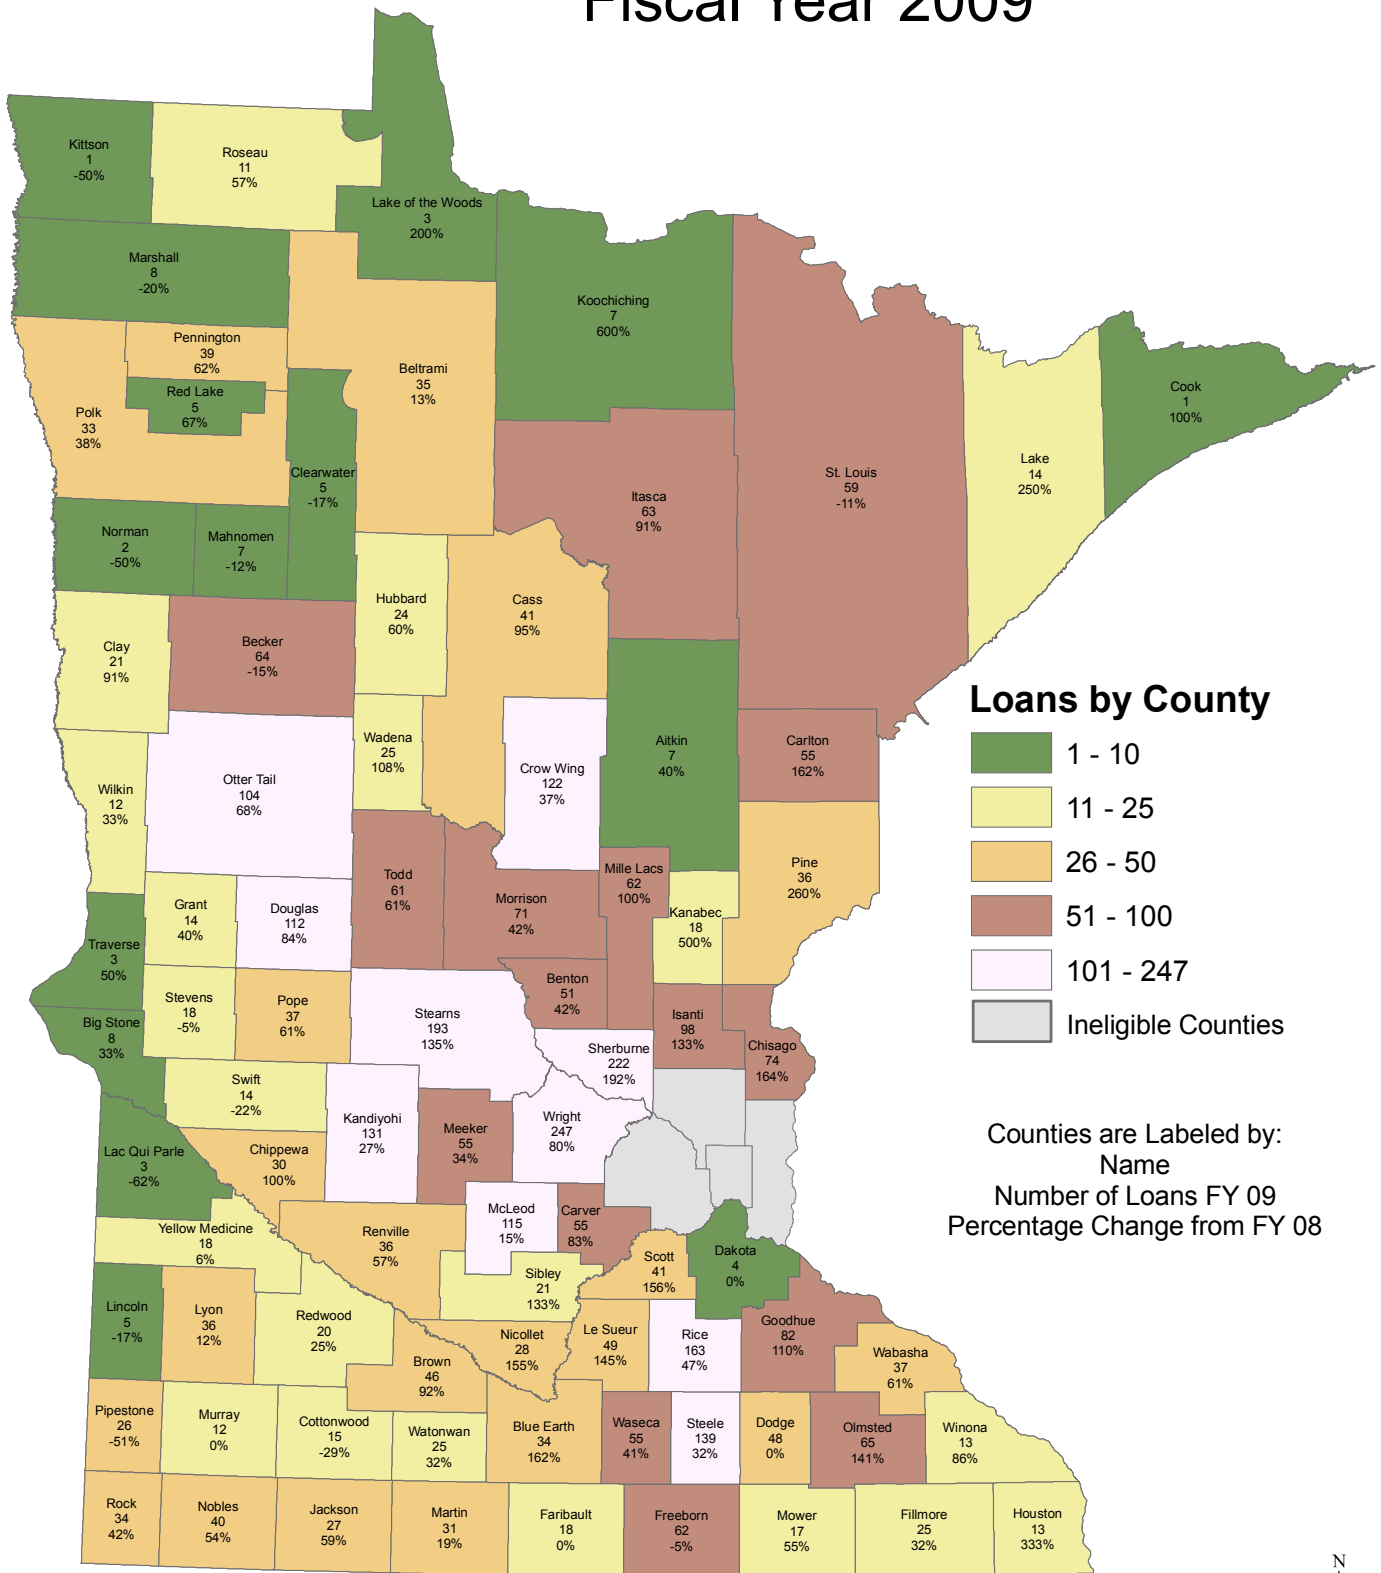 Fiscal Year 2009
Kittson
1
-50%
Roseau
11
57%
Lake of the Woods
3
200%
Marshall
8
-20%
Koochiching
7
600%
Pennington
39
62%
Beltrami
35
13%
Red Lake
5
67%
Polk
33
38%
Cook
1
100%
Clearwater
5
-17%
Lake
14
250%
St. Louis
59
-11%
Itasca
63
91%
Norman
2
-50%
Mahnomen
7
-12%
Hubbard
24
60%
Cass
41
95%
Clay
21
91%
Becker
64
-15%
Loans by County
1 - 10
11 - 25
26 - 50
51 - 100
101 - 247
Ineligible Counties
Wadena
25
108%
Aitkin
7
40%
Carlton
55
162%
Crow Wing
122
37%
Otter Tail
104
68%
Wilkin
12
33%
Pine
36
260%
Mille Lacs
62
100%
Todd
61
61%
Morrison
71
42%
Kanabec
18
500%
Grant
14
40%
Douglas
112
84%
Traverse
3
50%
Benton
51
42%
Stevens
18
-5%
Pope
37
61%
Stearns
193
135%
Isanti
98
133%
Big Stone
8
33%
Sherburne
222
192%
Chisago
74
164%
Swift
14
-22%
Kandiyohi
131
27%
Meeker
55
34%
Wright
247
80%
Counties are Labeled by:
Name
Number of Loans FY 09
Percentage Change from FY 08
Lac Qui Parle
3
-62%
Chippewa
30
100%
McLeod
115
15%
Carver
55
83%
Yellow Medicine
18
6%
Renville
36
57%
Scott
41
156%
Dakota
4
0%
Sibley
21
133%
Lincoln
5
-17%
Lyon
36
12%
Redwood
20
25%
Nicollet
28
155%
Le Sueur
49
145%
Rice
163
47%
Goodhue
82
110%
Wabasha
37
61%
Brown
46
92%
Pipestone
26
-51%
Murray
12
0%
Cottonwood
15
-29%
Watonwan
25
32%
Blue Earth
34
162%
Waseca
55
41%
Steele
139
32%
Dodge
48
0%
Olmsted
65
141%
Winona
13
86%
Rock
34
42%
Nobles
40
54%
Jackson
27
59%
Martin
31
19%
Faribault
18
0%
Freeborn
62
-5%
Mower
17
55%
Fillmore
25
32%
Houston
13
333%
N